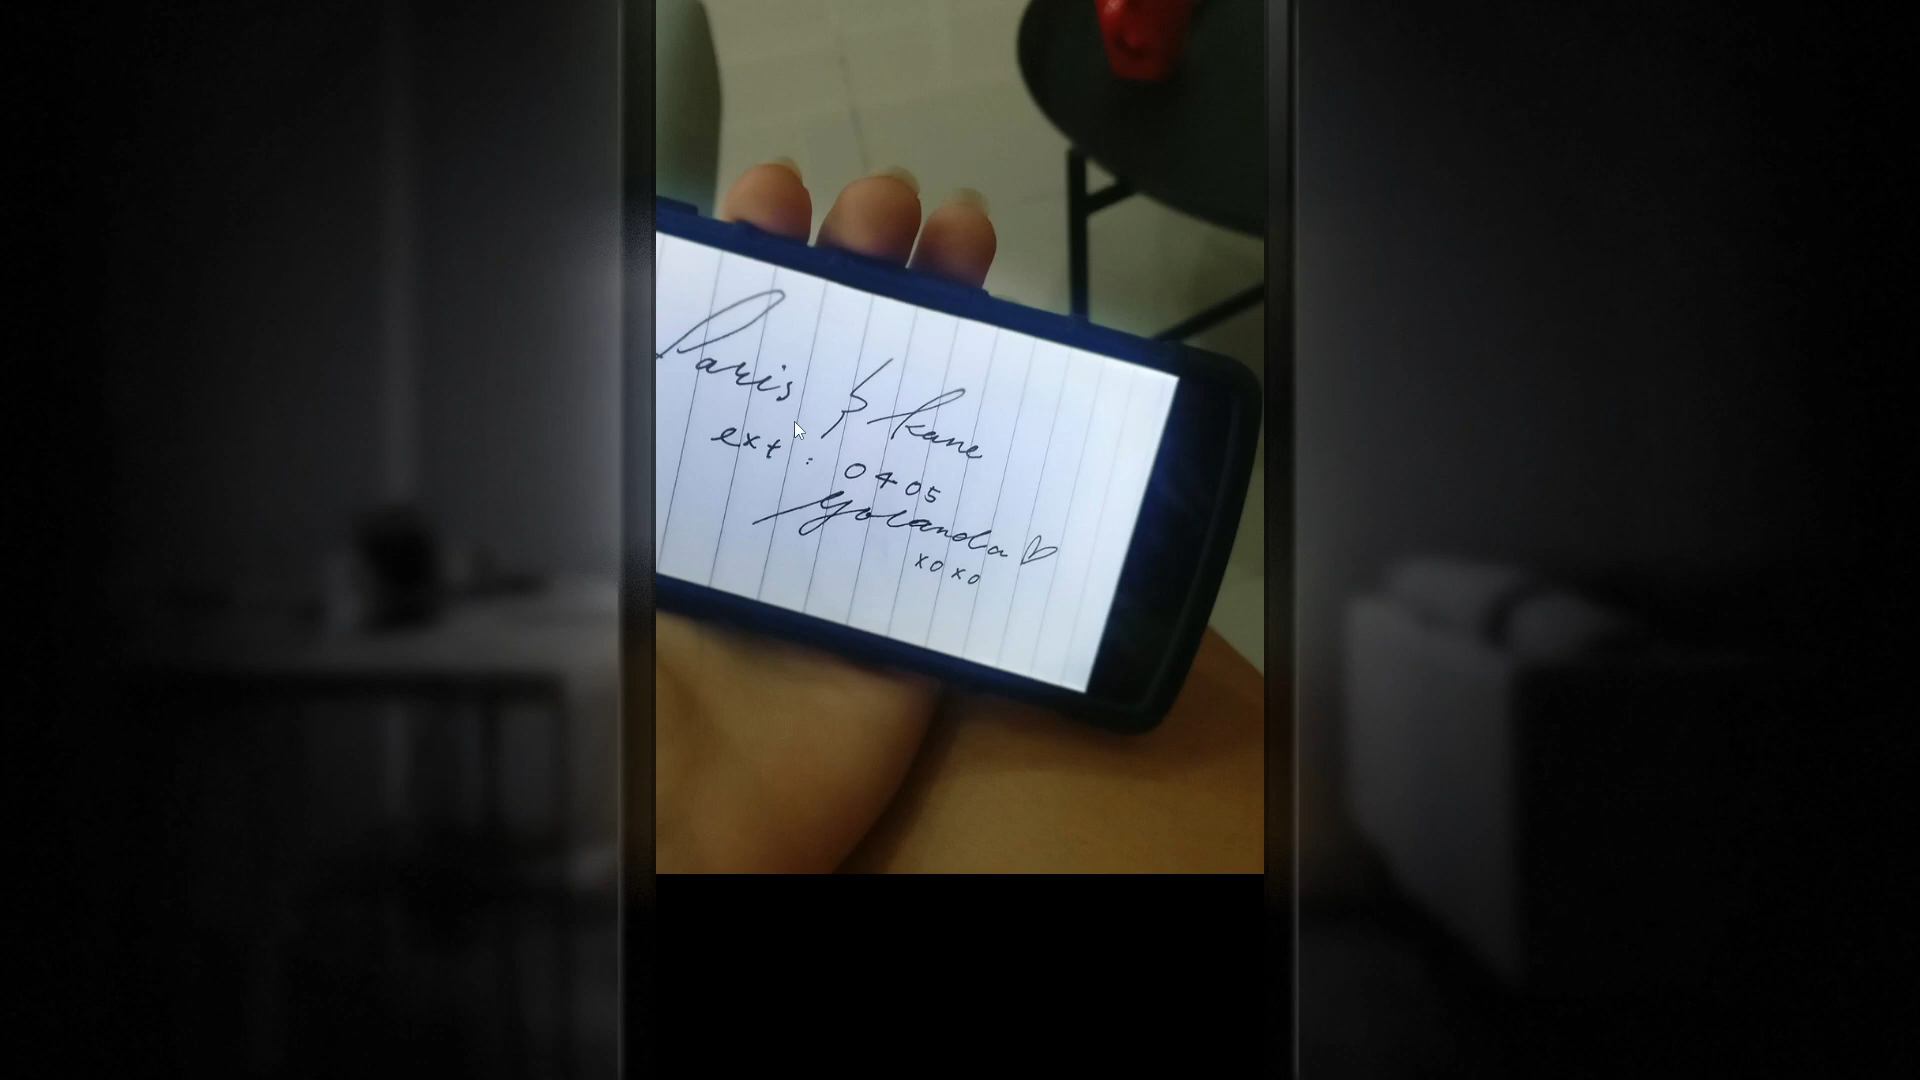 Paris & Kane
ext : 0405
Yolanda ♡
xoxo